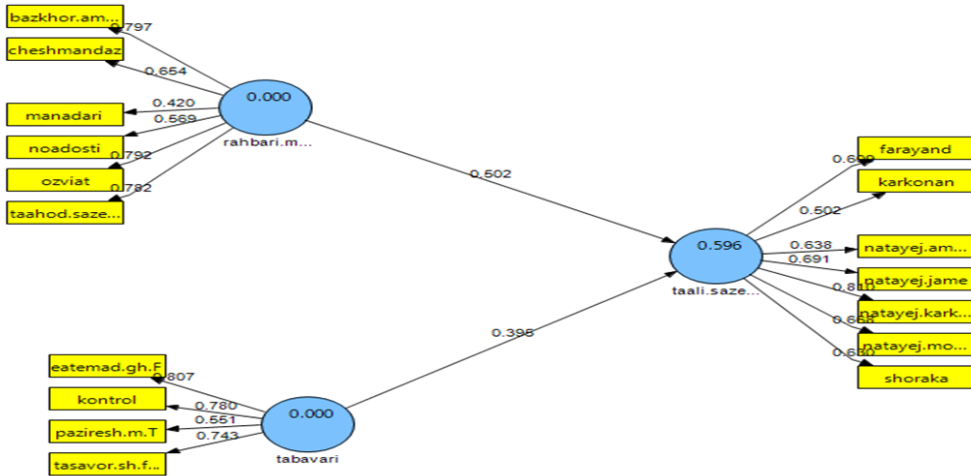 bazkhor.am...
0.797
cheshmandaz
0.654
0.000
manadari
0.420
0.569
noadosti
rahbari.m...
ozviat
0.792
taahod.saze...
0.782
0.502
farayand
karkonan
0.502
0.596
0.638
natayej.am...
0.691
taali.saze...
natayej.jame
0.810
natayej.kark...
natayej.mo...
shoraka
0.395
eatemad.gh.F
0.807
kontrol
0.780
0.000
paziresh.m.T
0.551
0.743
tasavor.sh.f...
tabavari